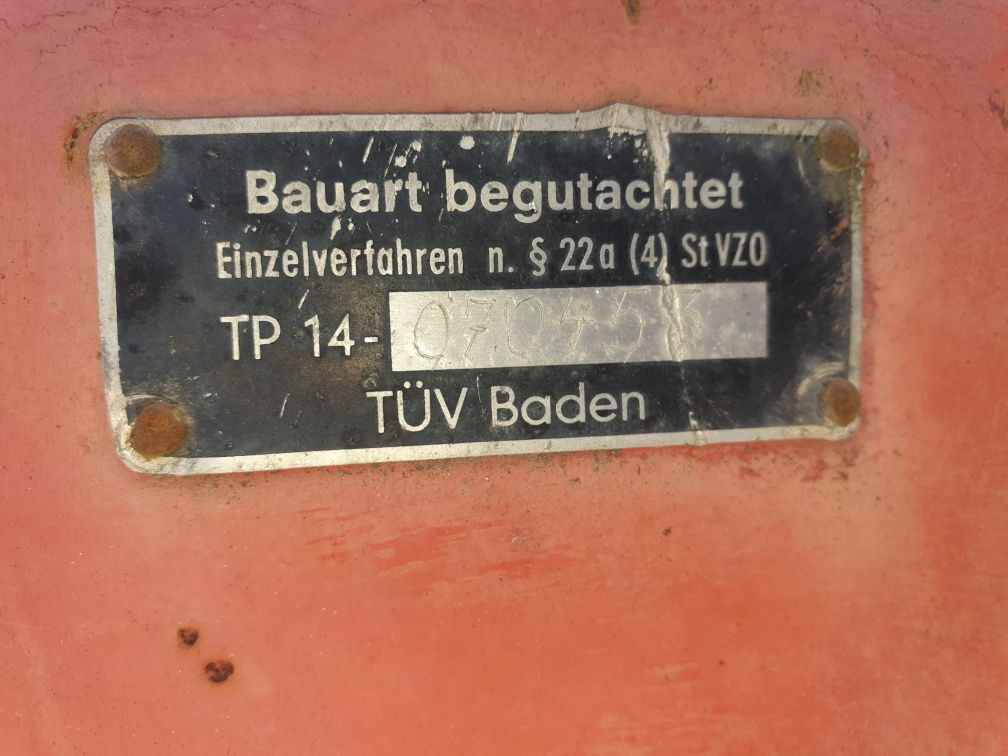 Bauart begutachtet
Einzelverfahren n. § 22a (4) StVZO
TP 14-
TÜV Baden